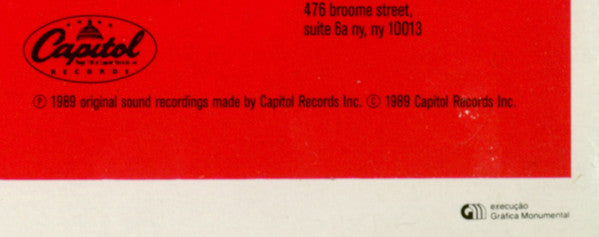 476 broome street,
suite 6a ny, ny 10013
Capitol
RECORDS
℗ 1989 original sound recordings made by Capitol Records Inc. © 1989 Capitol Records Inc.
execução
Gráfica Monumental